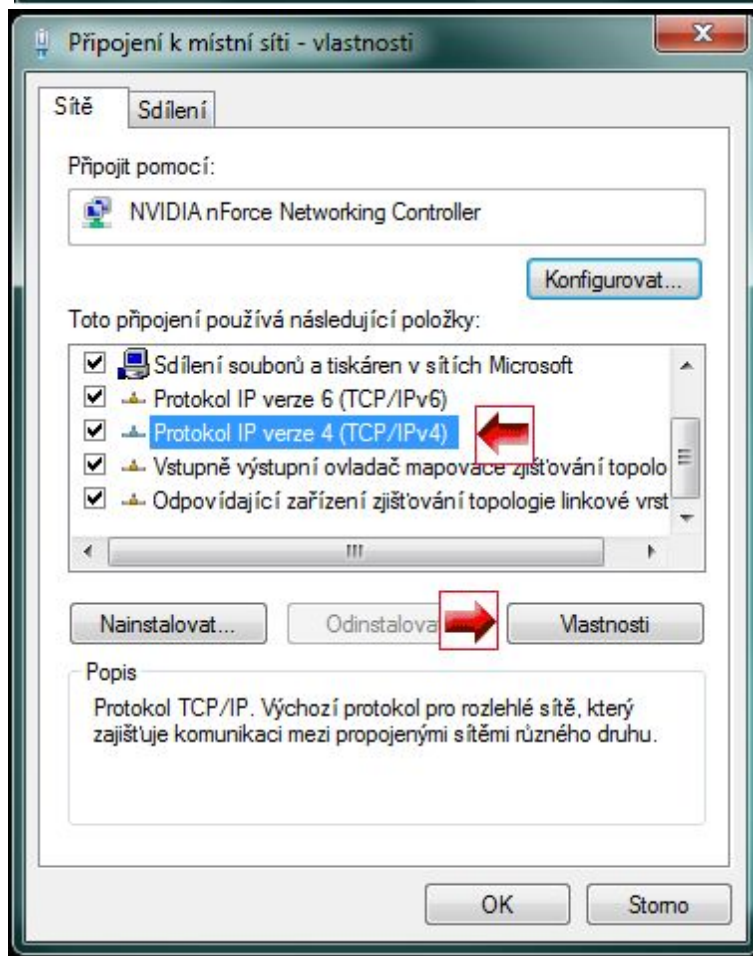 Připojení k místní síti - vlastnosti
Sítě
Sdílení
Připojit pomocí:
NVIDIA nForce Networking Controller
Konfigurovat...
Toto připojení používá následující položky:
Sdílení souborů a tiskáren v sítích Microsoft
Protokol IP verze 6 (TCP/IPv6)
Protokol IP verze 4 (TCP/IPv4)
Vstupně výstupní ovladač mapovače zjišťování topolo
Odpovídající zařízení zjišťování topologie linkové vrst
Nainstalovat...
Odinstalova
Vlastnosti
Popis
Protokol TCP/IP. Výchozí protokol pro rozlehlé sítě, který
zajišťuje komunikaci mezi propojenými sítěmi různého druhu.
OK
Storno